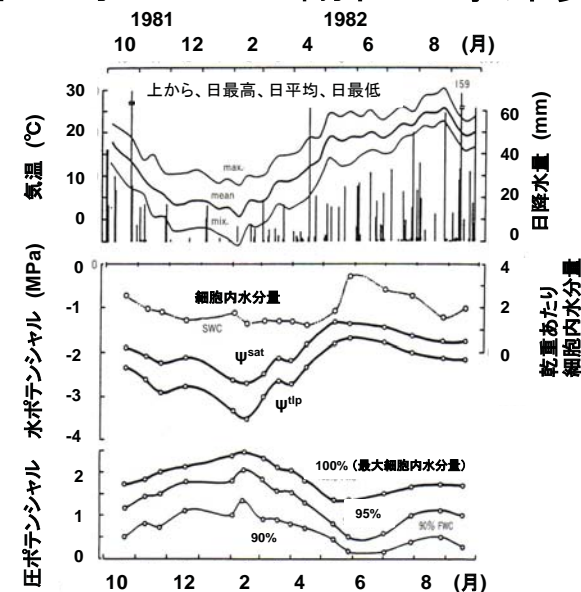 1981 1982
10 12 2 4 6 8 (月)
上から、日最高、日平均、日最低
159
30
20
10
0
気温 (℃)
max.
mean
mix.
60
40
20
0
日降水量 (mm)
0
0
-1
-2
-3
-4
水ポテンシャル (MPa)
細胞内水分量
SWC
ψsat
ψtlp
4
2
0
乾重あたり
細胞内水分量
2
1
0
圧ポテンシャル
100% (最大細胞内水分量)
95%
90%
90% FWC
10 12 2 4 6 8 (月)